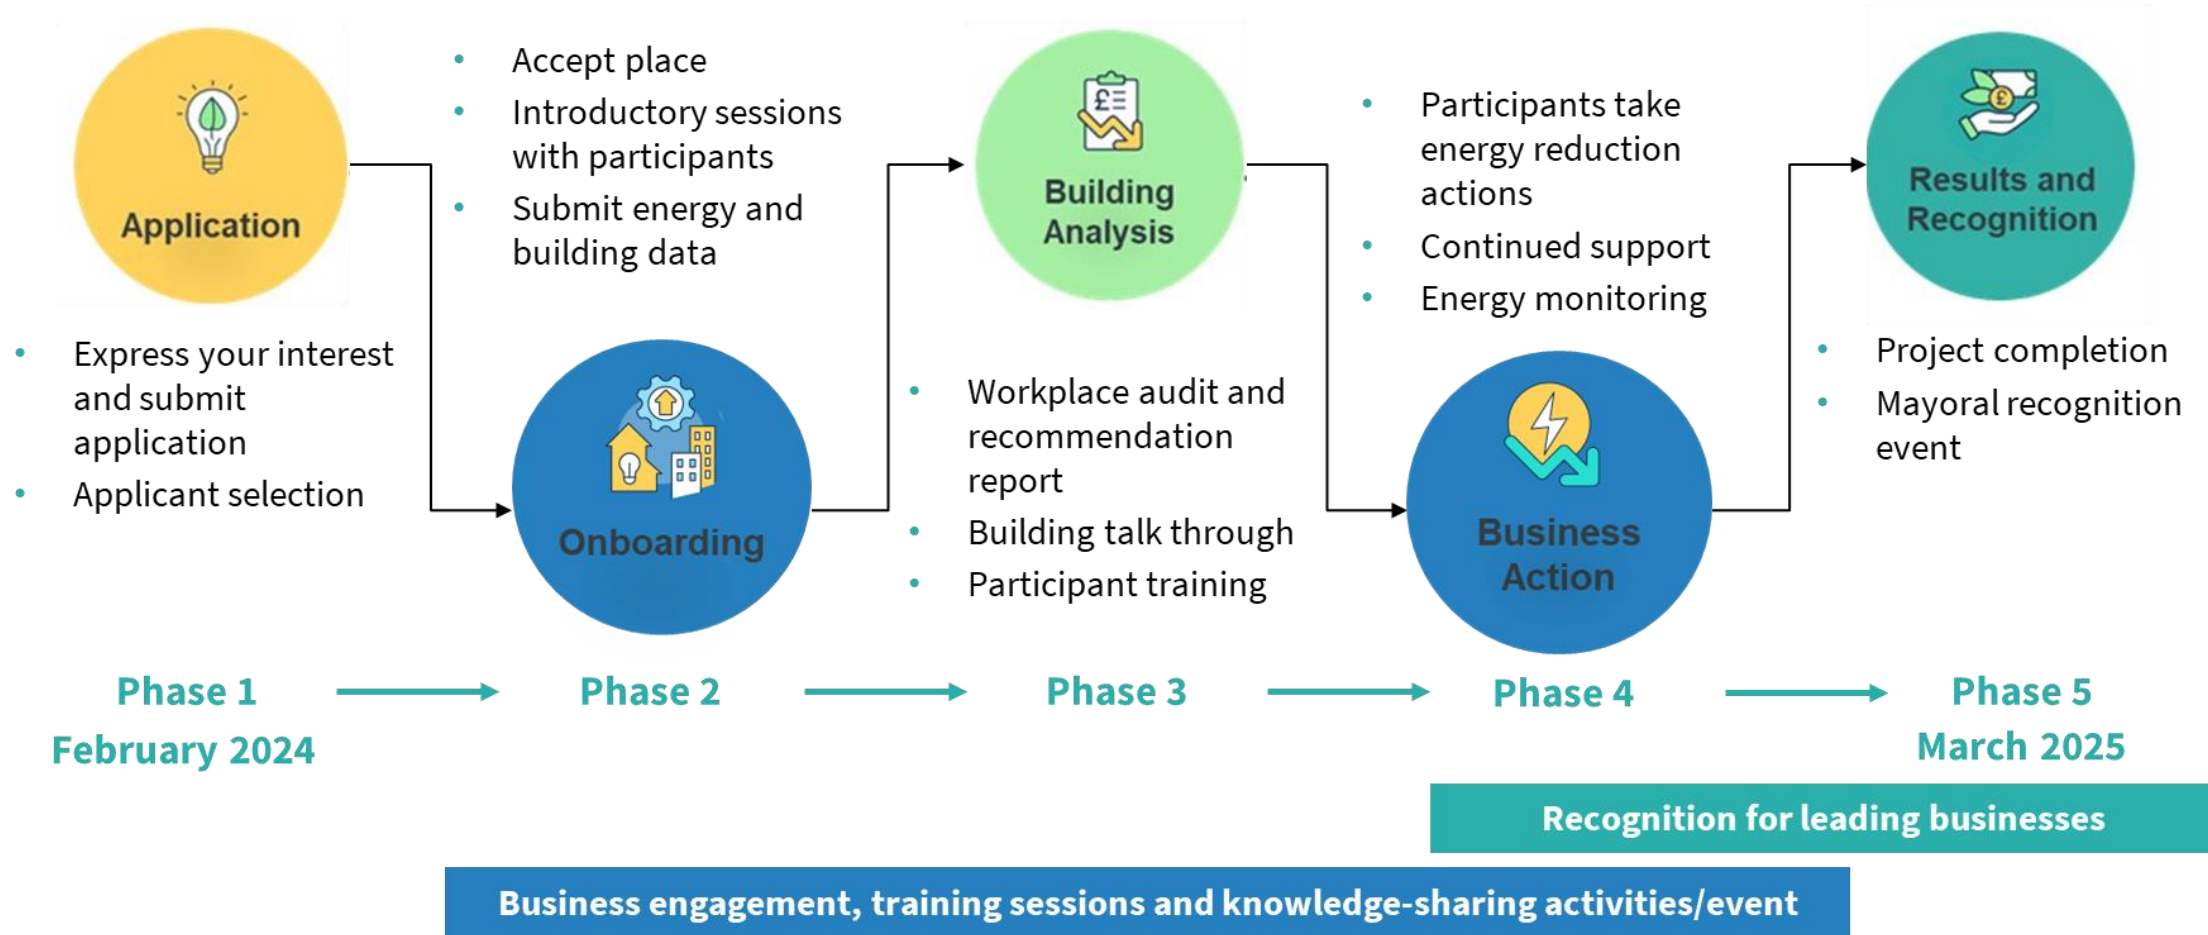 Application
• Express your interest
and submit
application
• Applicant selection
• Accept place
• Introductory sessions
with participants
• Submit energy and
building data
Onboarding
£
Building
Analysis
• Workplace audit and
recommendation
report
• Building talk through
• Participant training
• Participants take
energy reduction
actions
• Continued support
• Energy monitoring
Business
Action
£
Results and
Recognition
• Project completion
• Mayoral recognition
event
Phase 1
February 2024
Phase 2
Phase 3
Phase 4
Phase 5
March 2025
Recognition for leading businesses
Business engagement, training sessions and knowledge-sharing activities/event